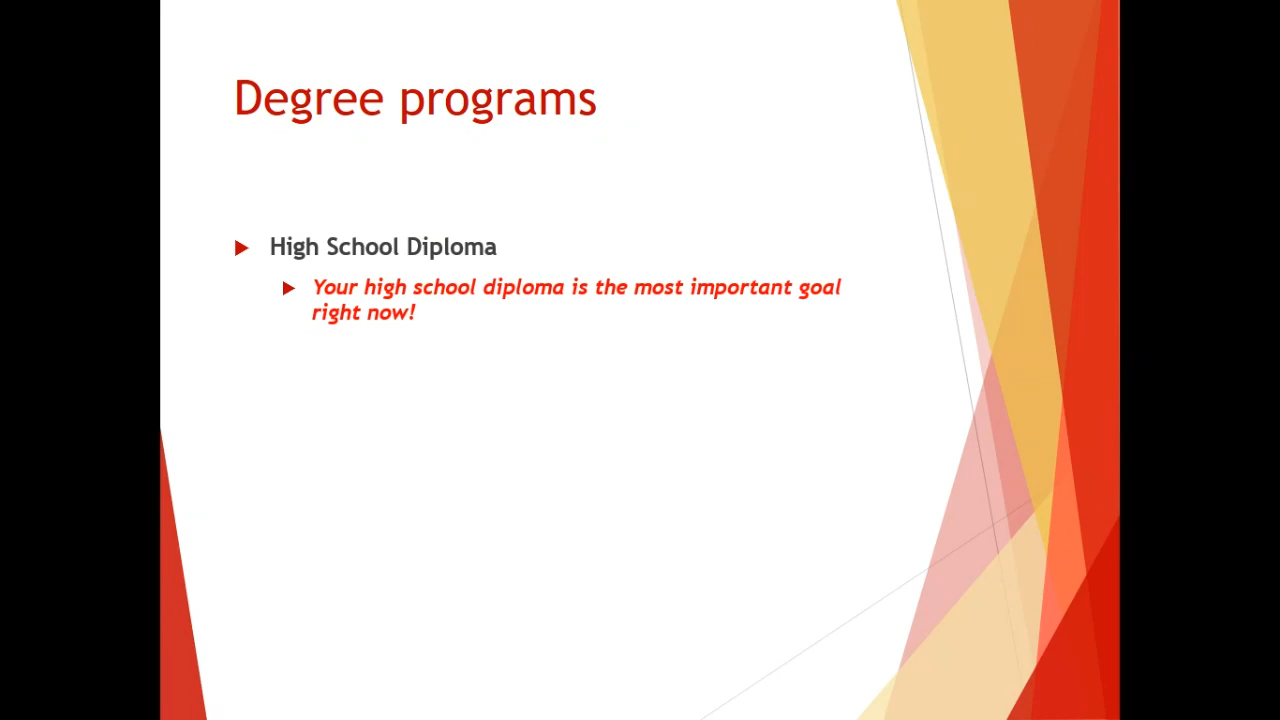 Degree programs
High School Diploma
Your high school diploma is the most important goal
right now!